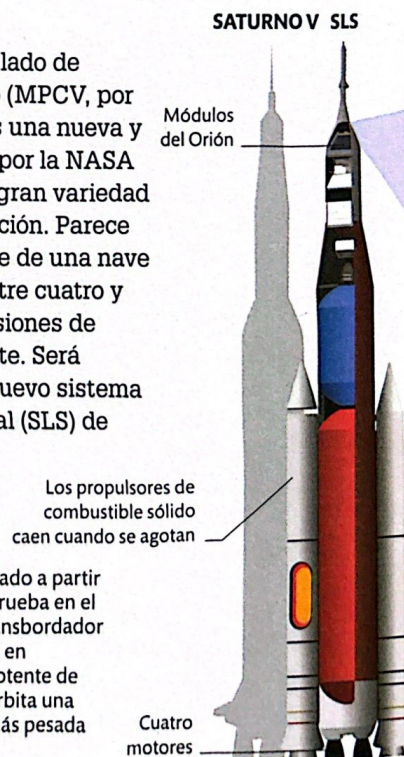 SATURNO V SLS
lado de
(MPCV, por
s una nueva y
por la NASA
gran variedad
ción. Parece
e de una nave
tre cuatro y
siones de
te. Será
uevo sistema
al (SLS) de
Módulos
del Orión
Los propulsores de
combustible sólido
caen cuando se agotan
ado a partir
rueba en el
nsbordador
en
otente de
rbita una
ás pesada
Cuatro
motores